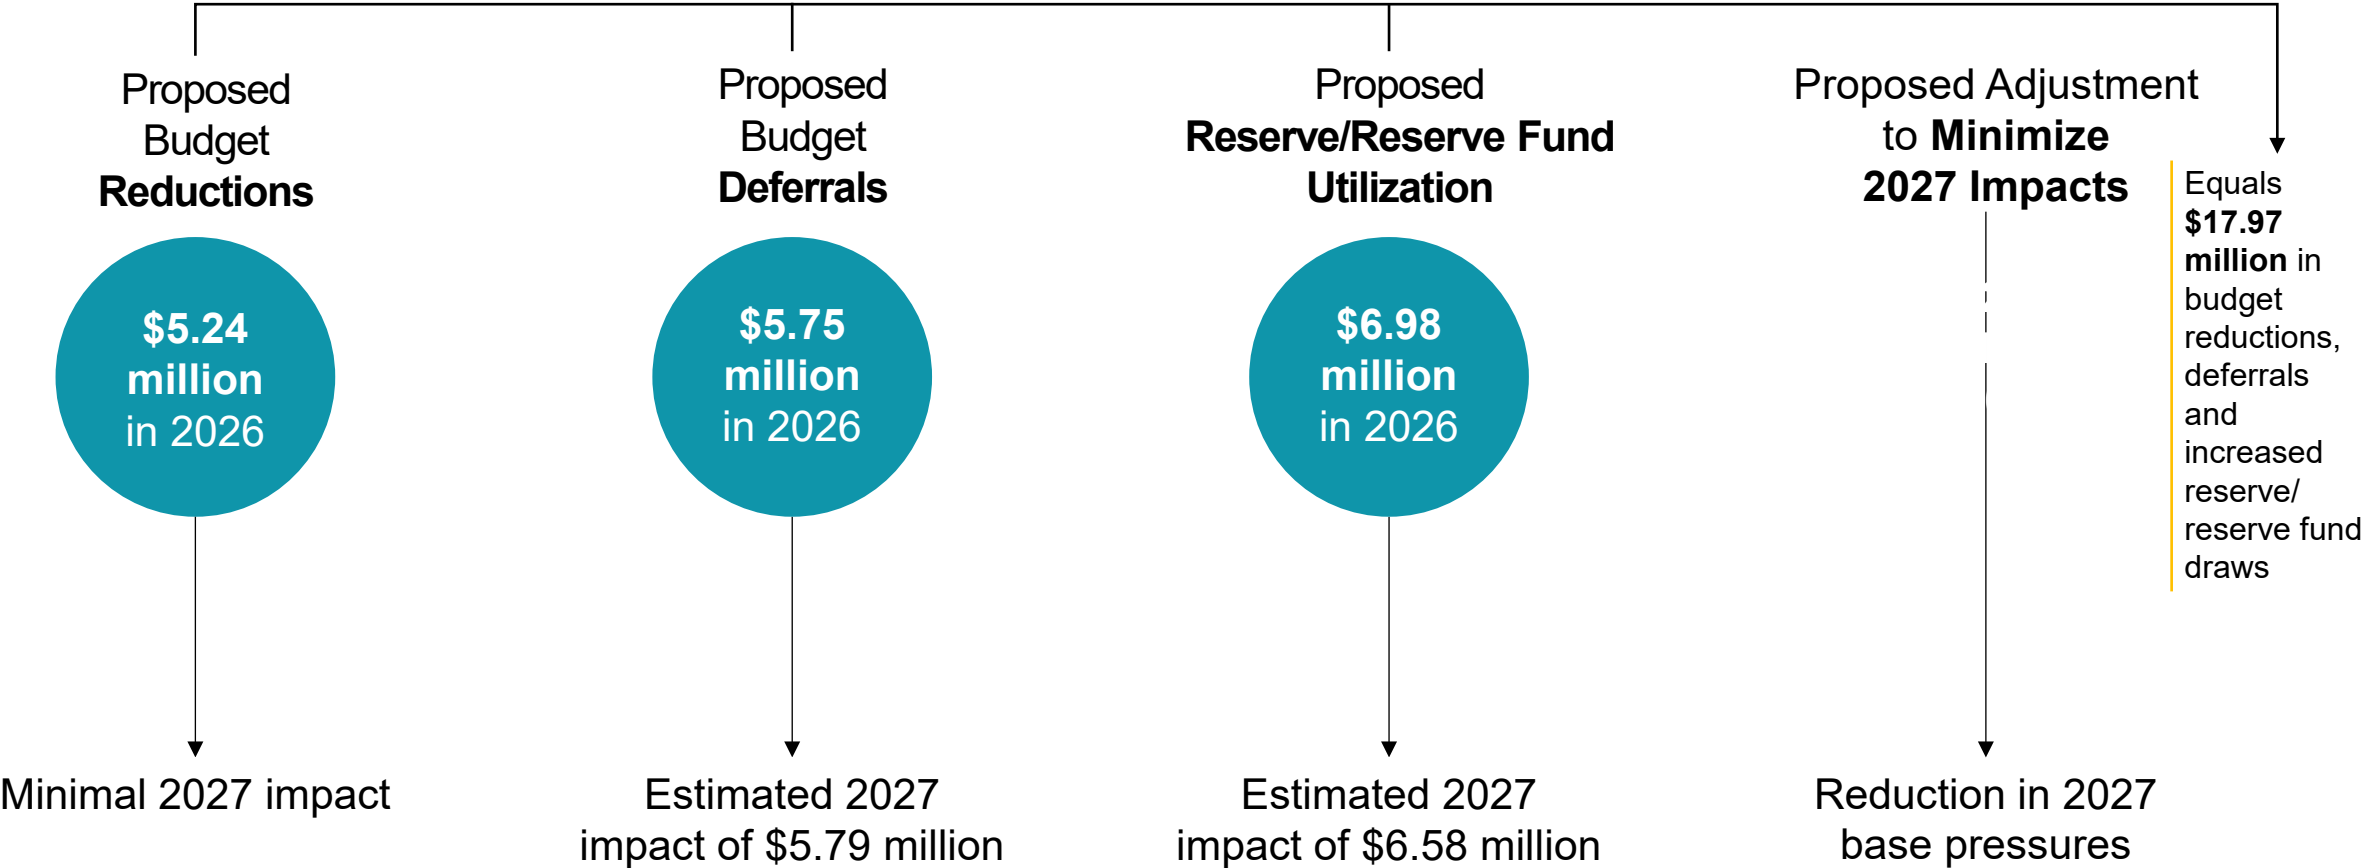 Proposed
Budget
Reductions
$5.24
million
in 2026
Minimal 2027 impact
Proposed
Budget
Deferrals
$5.75
million
in 2026
Estimated 2027
impact of $5.79 million
Proposed
Reserve/Reserve Fund
Utilization
$6.98
million
in 2026
Estimated 2027
impact of $6.58 million
Proposed Adjustment
to Minimize
2027 Impacts
Reduction in 2027
base pressures
Equals
$17.97
million in
budget
reductions,
deferrals
and
increased
reserve/
reserve fund
draws